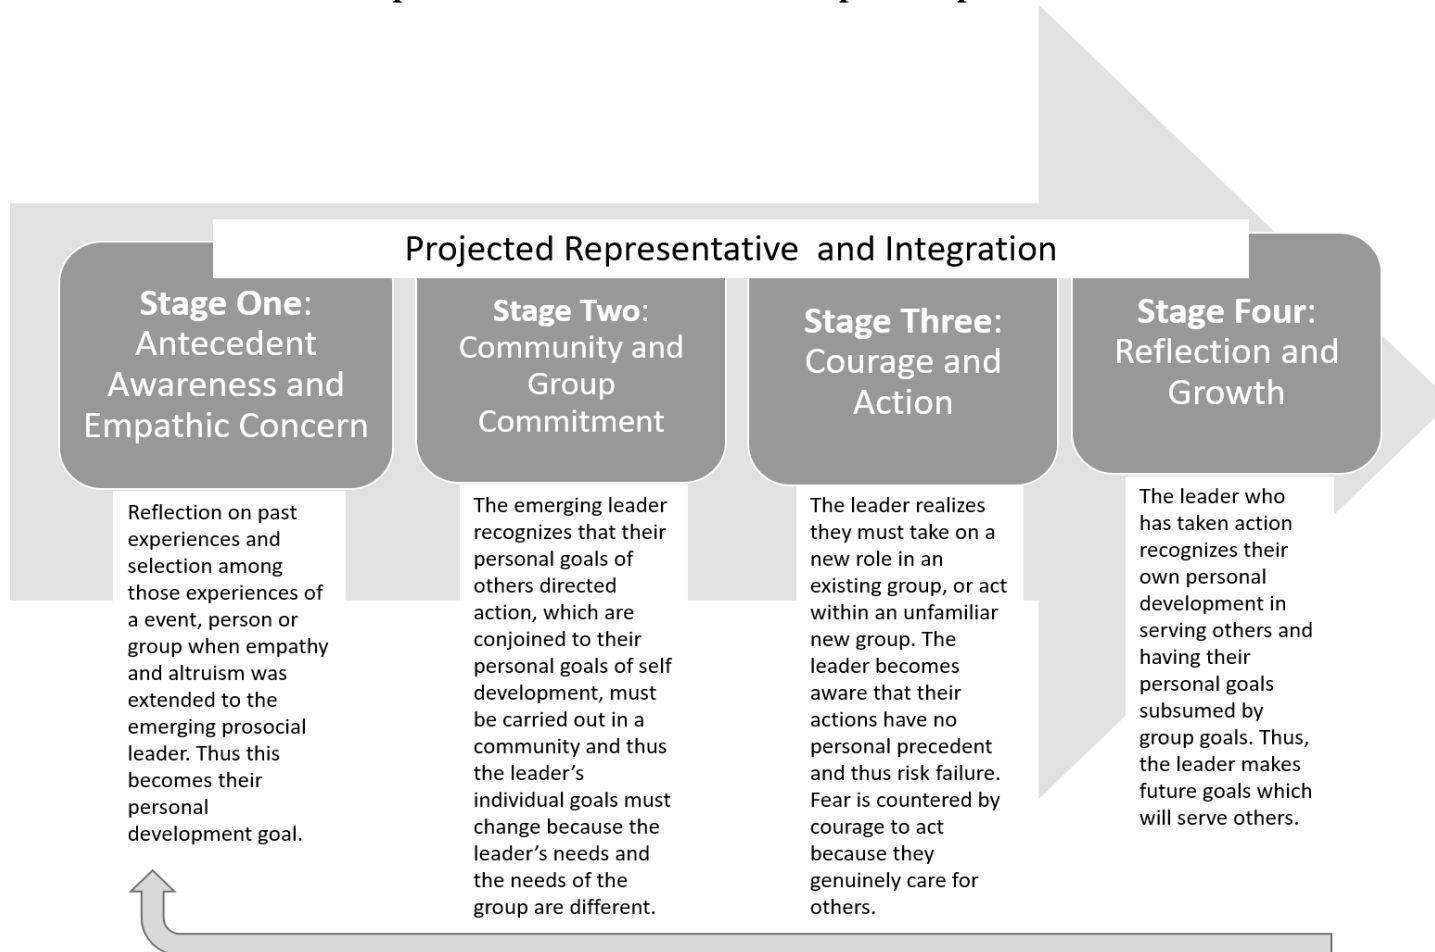 Projected Representative  and Integration
Stage One:
Antecedent
Awareness and
Empathic Concern
Reflection on past
experiences and
selection among
those experiences of
a event, person or
group when empathy
and altruism was
extended to the
emerging prosocial
leader. Thus this
becomes their
personal
development goal.
Stage Two:
Community and
Group
Commitment
The emerging leader
recognizes that their
personal goals of
others directed
action, which are
conjoined to their
personal goals of self
development, must
be carried out in a
community and thus
the leader’s
individual goals must
change because the
leader’s needs and
the needs of the
group are different.
Stage Three:
Courage and
Action
The leader realizes
they must take on a
new role in an
existing group, or act
within an unfamiliar
new group. The
leader becomes
aware that their
actions have no
personal precedent
and thus risk failure.
Fear is countered by
courage to act
because they
genuinely care for
others.
Stage Four:
Reflection and
Growth
The leader who
has taken action
recognizes their
own personal
development in
serving others and
having their
personal goals
subsumed by
group goals. Thus,
the leader makes
future goals which
will serve others.